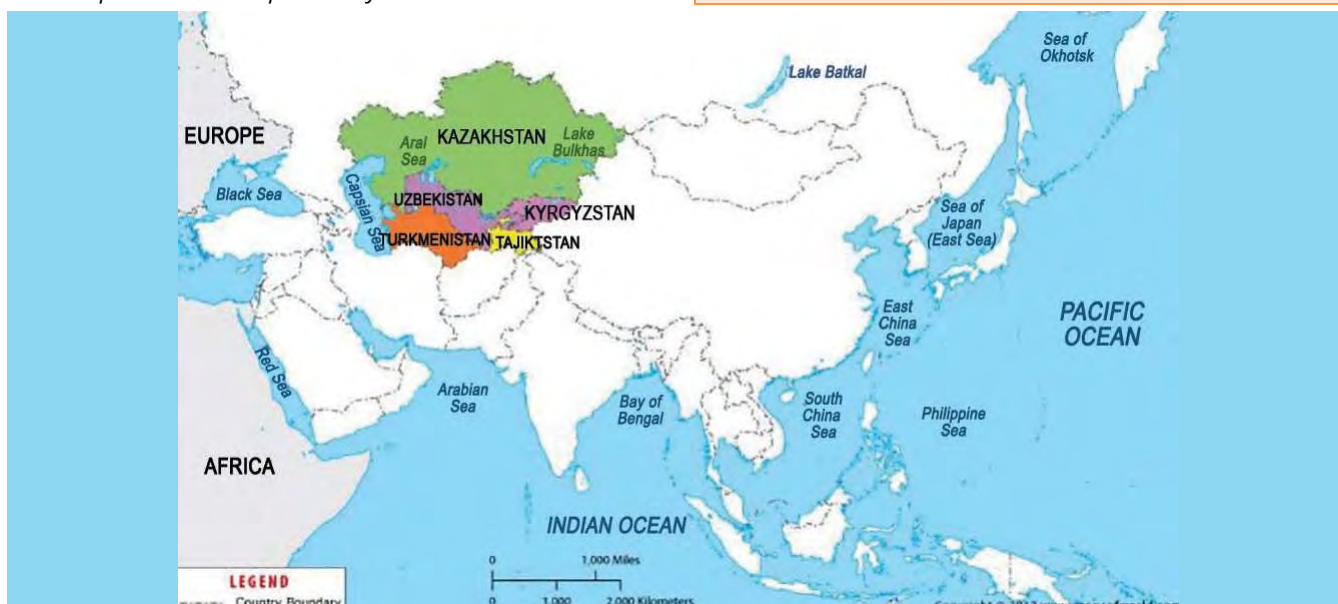 Sea of
Okhotsk
Lake Batkal
EUROPE
Aral
Sea
KAZAKHSTAN
Lake
Bulkhas
Black Sea
Capsian Sea
UZBEKISTAN
KYRGYZSTAN
TURKMENISTAN
TAJIKTSTAN
Sea of
Japan
(East Sea)
East
China
Sea
PACIFIC
OCEAN
Red Sea
Arabian
Sea
Bay of
Bengal
South
China
Sea
Philippine
Sea
AFRICA
INDIAN OCEAN
0 1,000 Miles
0 1,000 2,000 Kilometers
LEGEND
Country Boundary